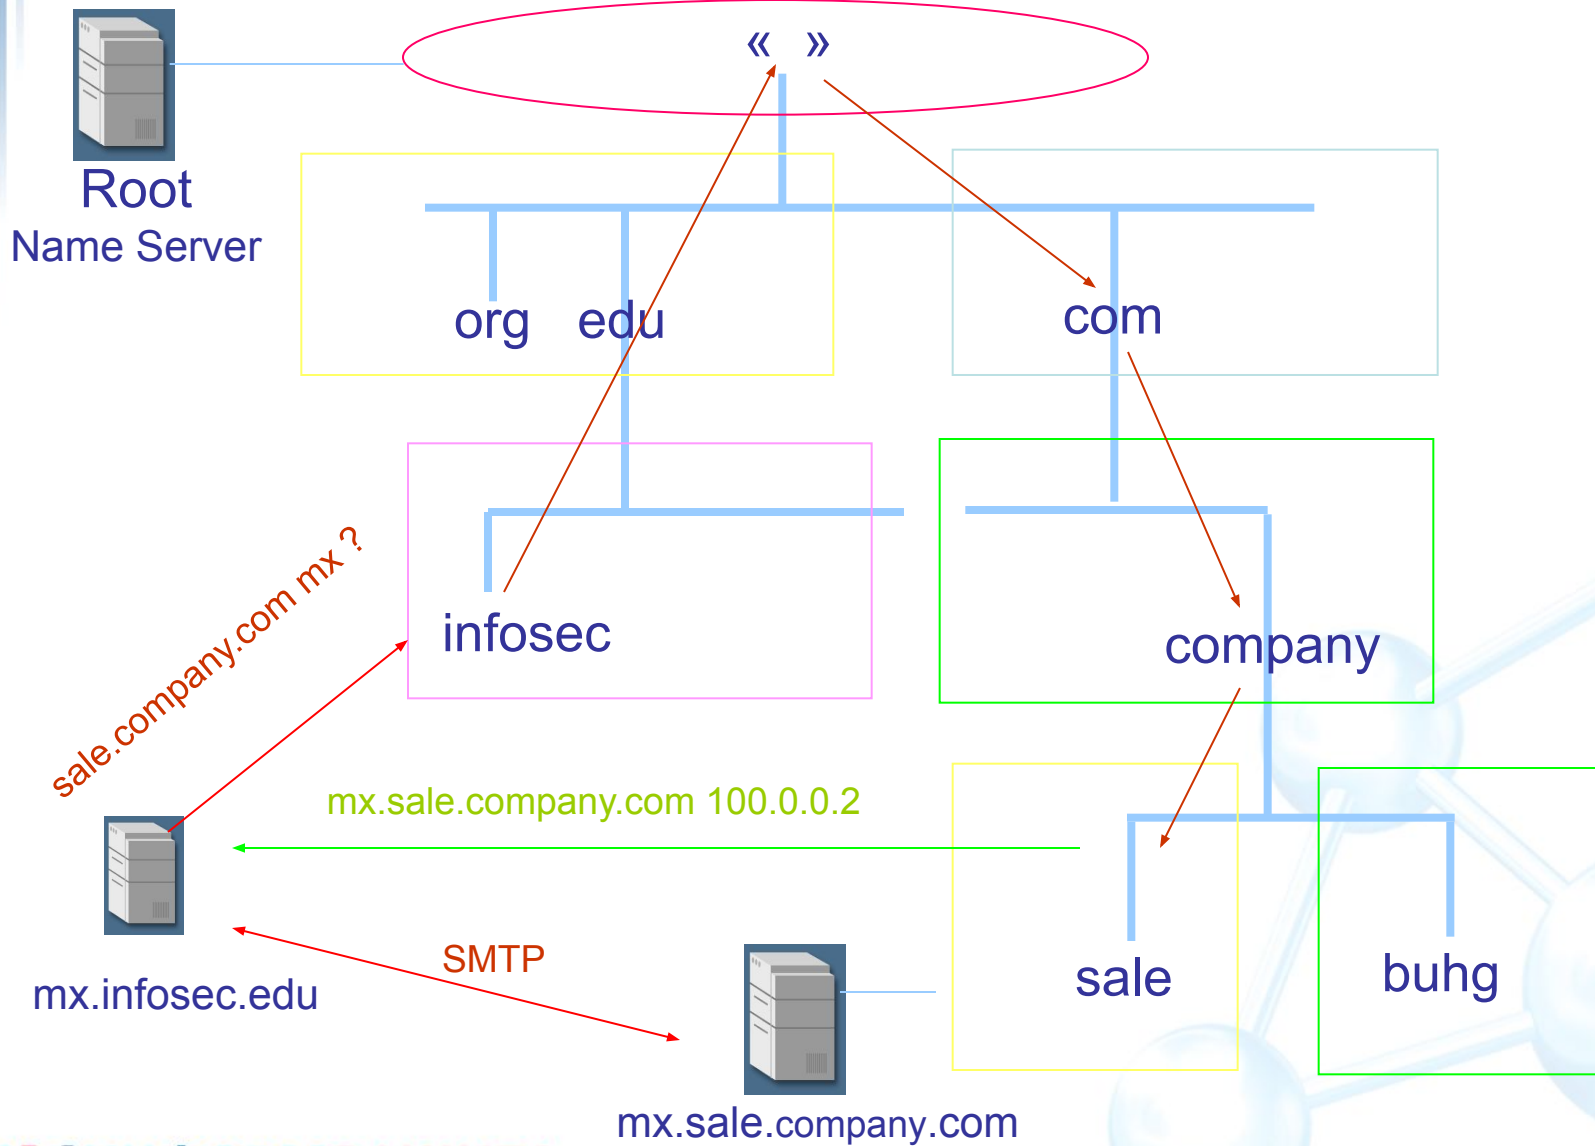 « »
Root
Name Server
org edu
com
sale.company.com mx ?
infosec
company
mx.sale.company.com 100.0.0.2
SMTP
sale
buhg
mx.infosec.edu
mx.sale.company.com